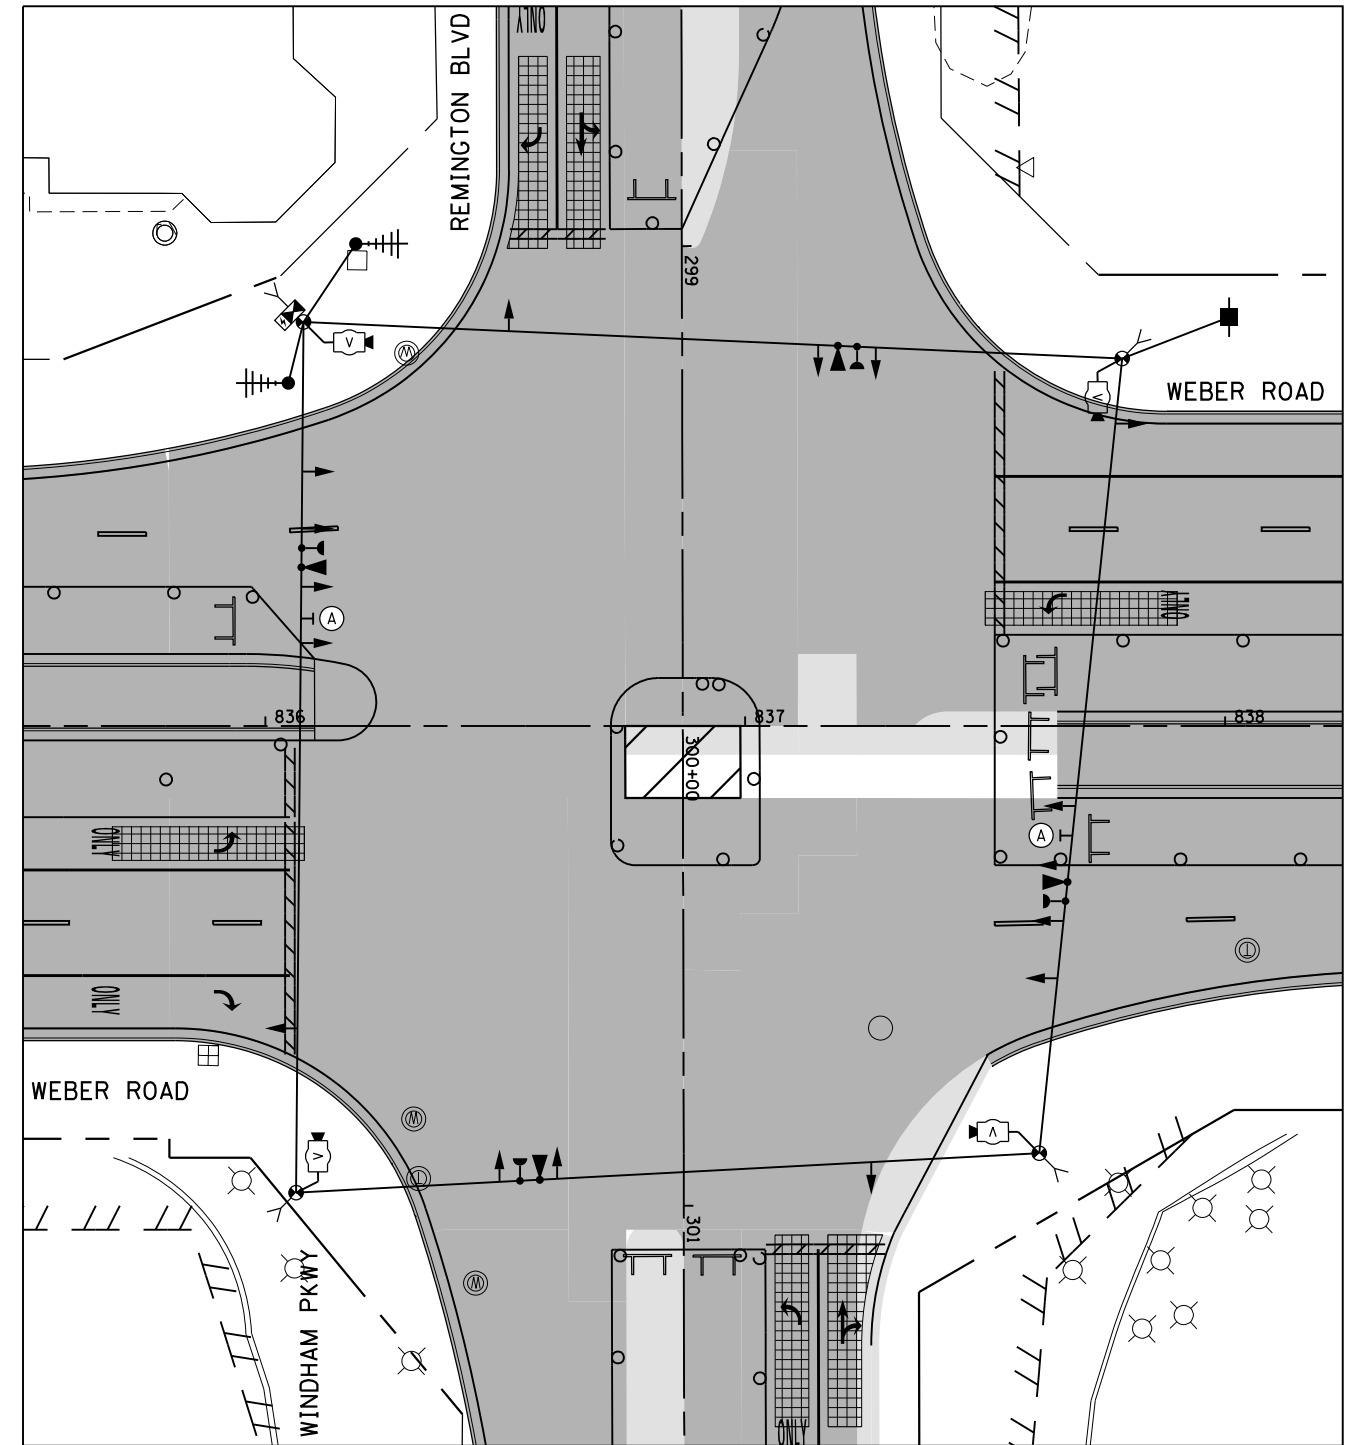 ONLY
REMINGTON BLVD
299
V
M
V
WEBER ROAD
A
ONLY
836
837
838
300+00
ONLY
A
ONLY
T
WEBER ROAD
M
V
V
T
301
M
WINDHAM PKWY
ONLY